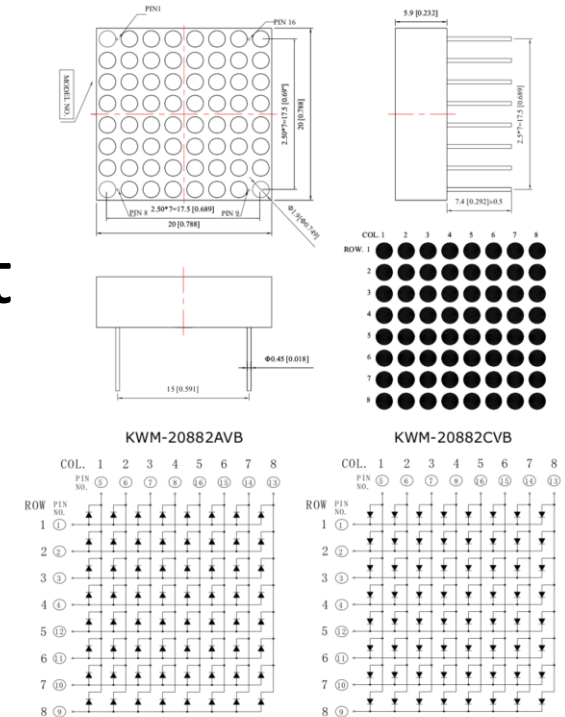 PIN1
PIN 16
MODEL NO.
2.50*7=17.5 [0.69"]
20 [0.788]
PIN 8
2.50*7=17.5 [0.689]
PIN 9
20 [0.788]
Φ1.9[Φ0.749]
5.9 [0.232]
2.5*7=17.5 [0.689]
7.4 [0.292]±0.5
COL. 1 2 3 4 5 6 7 8
ROW. 1
2
3
4
5
6
7
8
t
Φ0.45 [0.018]
15 [0.591]
KWM-20882AVB
COL. 1 2 3 4 5 6 7 8
PIN NO. 5 6 7 8 16 15 14 13
ROW PIN NO.
1 1
2 2
3 3
4 4
5 12
6 11
7 10
8 9
KWM-20882CVB
COL. 1 2 3 4 5 6 7 8
PIN NO. 5 6 7 8 16 15 14 13
ROW PIN NO.
1 1
2 2
3 3
4 4
5 12
6 11
7 10
8 9